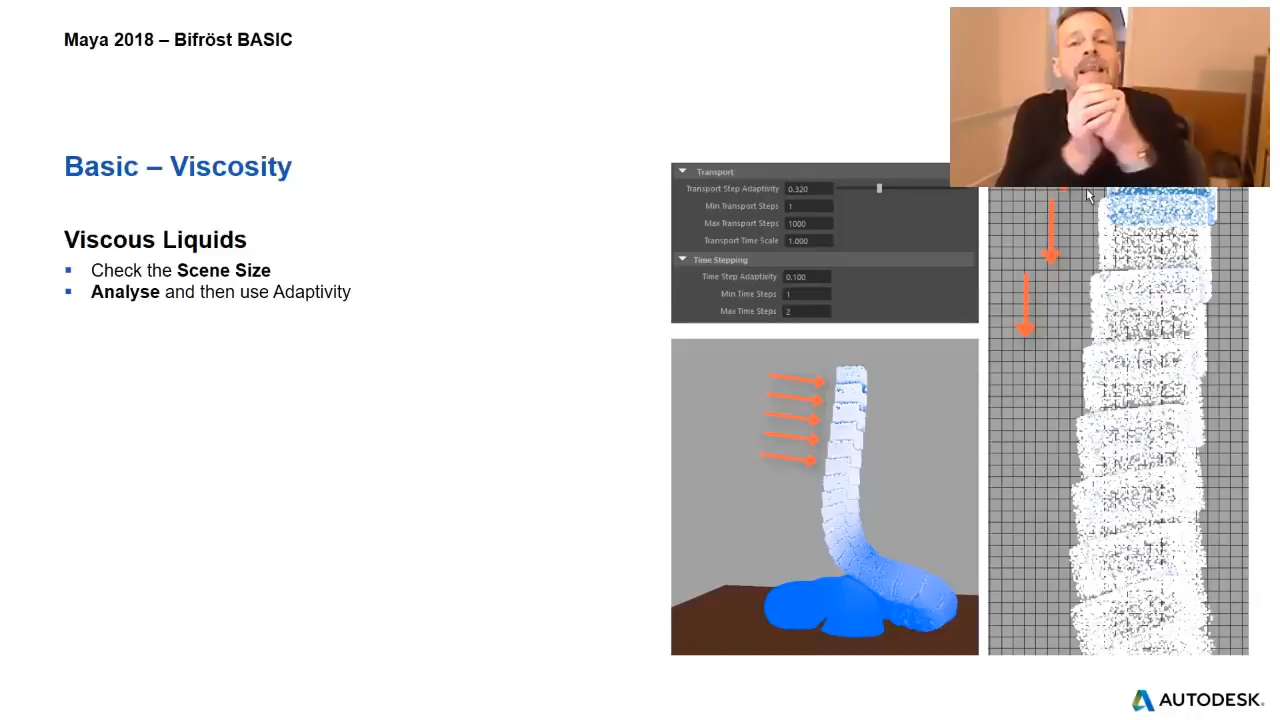 Maya 2018 – Bifröst BASIC
Basic – Viscosity
Viscous Liquids
Check the Scene Size
Analyse and then use Adaptivity
Transport
Transport Step Adaptivity 0.320
Min Transport Steps 1
Max Transport Steps 1000
Transport Time Scale 1.000
Time Stepping
Time Step Adaptivity 0.100
Min Time Steps 1
Max Time Steps 2
AUTODESK.